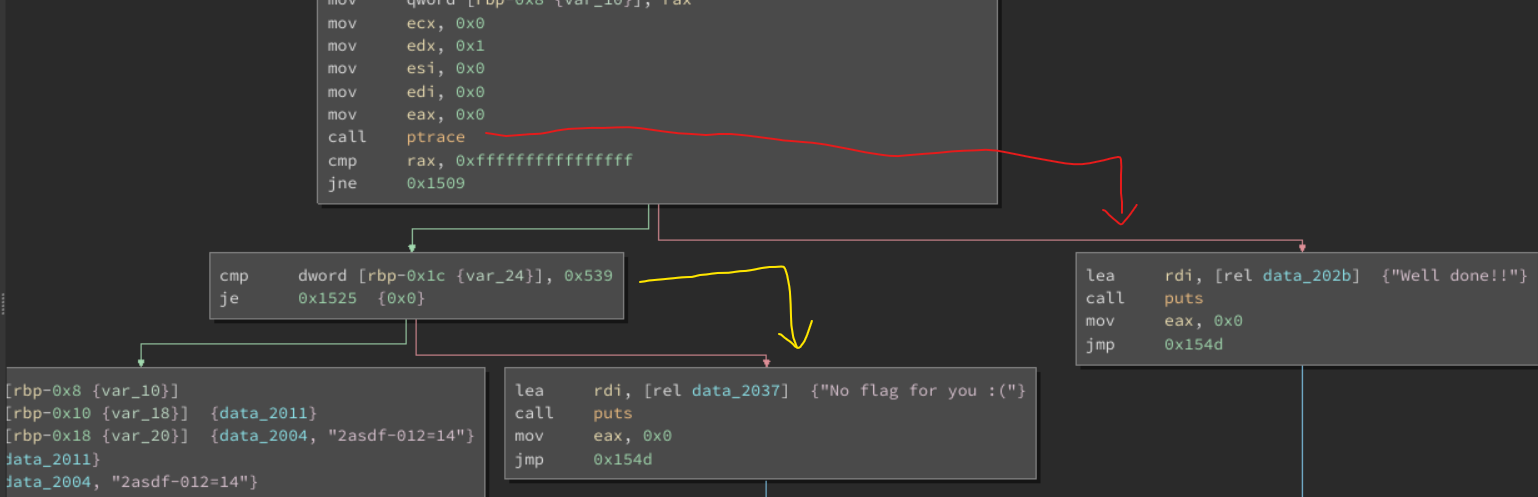 mov qword [rbp-0x8 {var_10}], rax
mov ecx, 0x0
mov edx, 0x1
mov esi, 0x0
mov edi, 0x0
mov eax, 0x0
call ptrace
cmp rax, 0xffffffffffffffff
jne 0x1509
cmp dword [rbp-0x1c {var_24}], 0x539
je 0x1525 {0x0}
lea rdi, [rel data_202b] {"Well done!!"}
call puts
mov eax, 0x0
jmp 0x154d
[rbp-0x8 {var_10}]
[rbp-0x10 {var_18}] {data_2011}
[rbp-0x18 {var_20}] {data_2004, "2asdf-012=14"}
data_2011}
data_2004, "2asdf-012=14"}
lea rdi, [rel data_2037] {"No flag for you :("}
call puts
mov eax, 0x0
jmp 0x154d